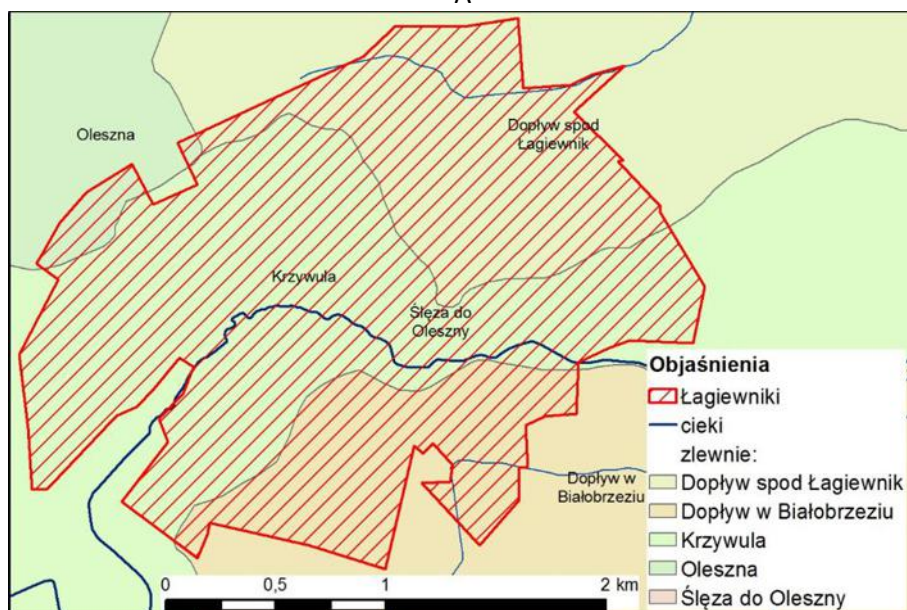 A
Oleszna
Dopływ spod
Łagiewnik
Krzywula
Ślęza do
Oleszny
Dopływ w
Białobrzeziu
Objaśnienia
Łagiewniki
cieki
zlewnie:
Dopływ spod Łagiewnik
Dopływ w Białobrzeziu
Krzywula
Oleszna
Ślęza do Oleszny
0 0,5 1 2 km